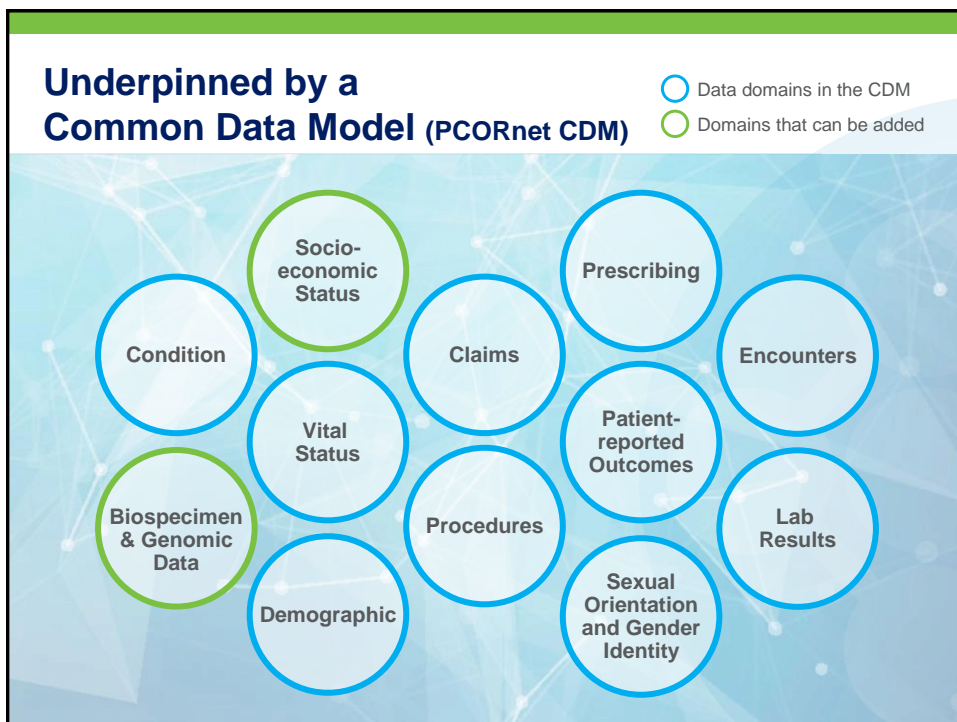 Underpinned by a
Common Data Model (PCORnet CDM)
Data domains in the CDM
Domains that can be added
Socio-
economic
Status
Prescribing
Condition
Claims
Encounters
Vital
Status
Patient-
reported
Outcomes
Biospecimen
& Genomic
Data
Procedures
Lab
Results
Demographic
Sexual
Orientation
and Gender
Identity